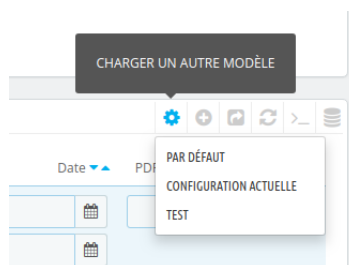 CHARGER UN AUTRE MODÈLE
PAR DÉFAUT
CONFIGURATION ACTUELLE
TEST
Date